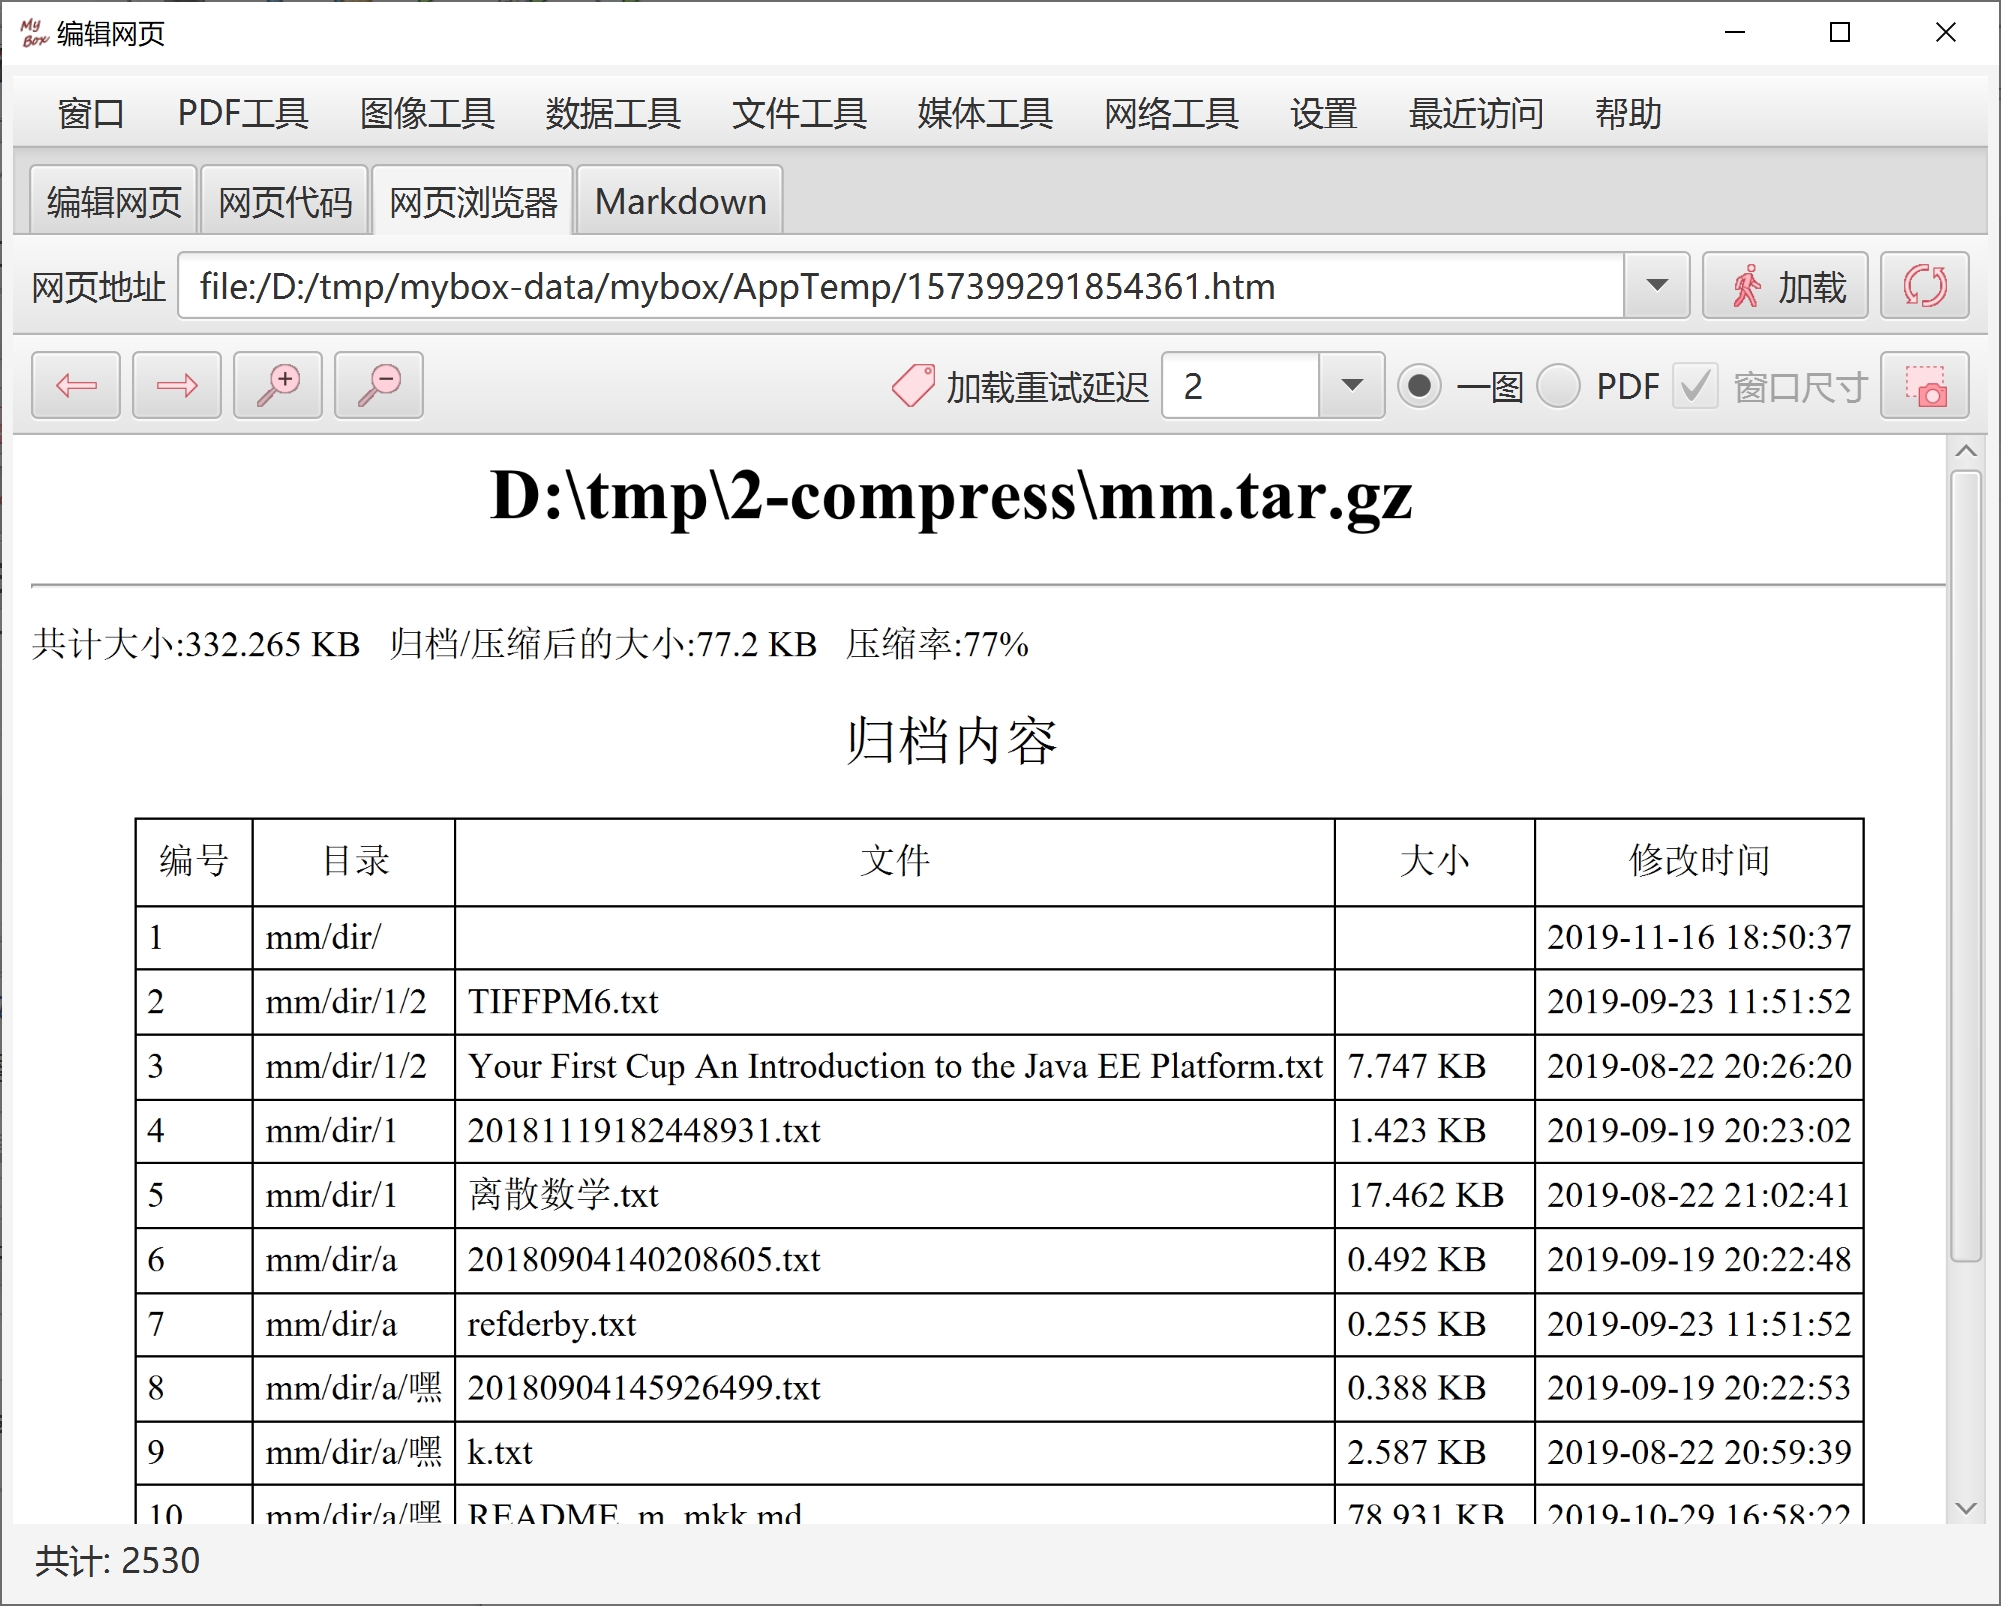 My Box 编辑网页
窗口 PDF工具 图像工具 数据工具 文件工具 媒体工具 网络工具 设置 最近访问 帮助
编辑网页 网页代码 网页浏览器 Markdown
网页地址 file:/D:/tmp/mybox-data/mybox/AppTemp/157399291854361.htm 加载
加载重试延迟 2 一图 PDF 窗口尺寸
D:\tmp\2-compress\mm.tar.gz
共计大小:332.265 KB 归档/压缩后的大小:77.2 KB 压缩率:77%
归档内容
编号 目录 文件 大小 修改时间
1 mm/dir/ 2019-11-16 18:50:37
2 mm/dir/1/2 TIFFPM6.txt 2019-09-23 11:51:52
3 mm/dir/1/2 Your First Cup An Introduction to the Java EE Platform.txt 7.747 KB 2019-08-22 20:26:20
4 mm/dir/1 20181119182448931.txt 1.423 KB 2019-09-19 20:23:02
5 mm/dir/1 离散数学.txt 17.462 KB 2019-08-22 21:02:41
6 mm/dir/a 20180904140208605.txt 0.492 KB 2019-09-19 20:22:48
7 mm/dir/a refderby.txt 0.255 KB 2019-09-23 11:51:52
8 mm/dir/a/嘿 20180904145926499.txt 0.388 KB 2019-09-19 20:22:53
9 mm/dir/a/嘿 k.txt 2.587 KB 2019-08-22 20:59:39
10 mm/dir/a/嘿 README_m_mkk.md 78.931 KB 2019-10-29 16:58:22
共计: 2530